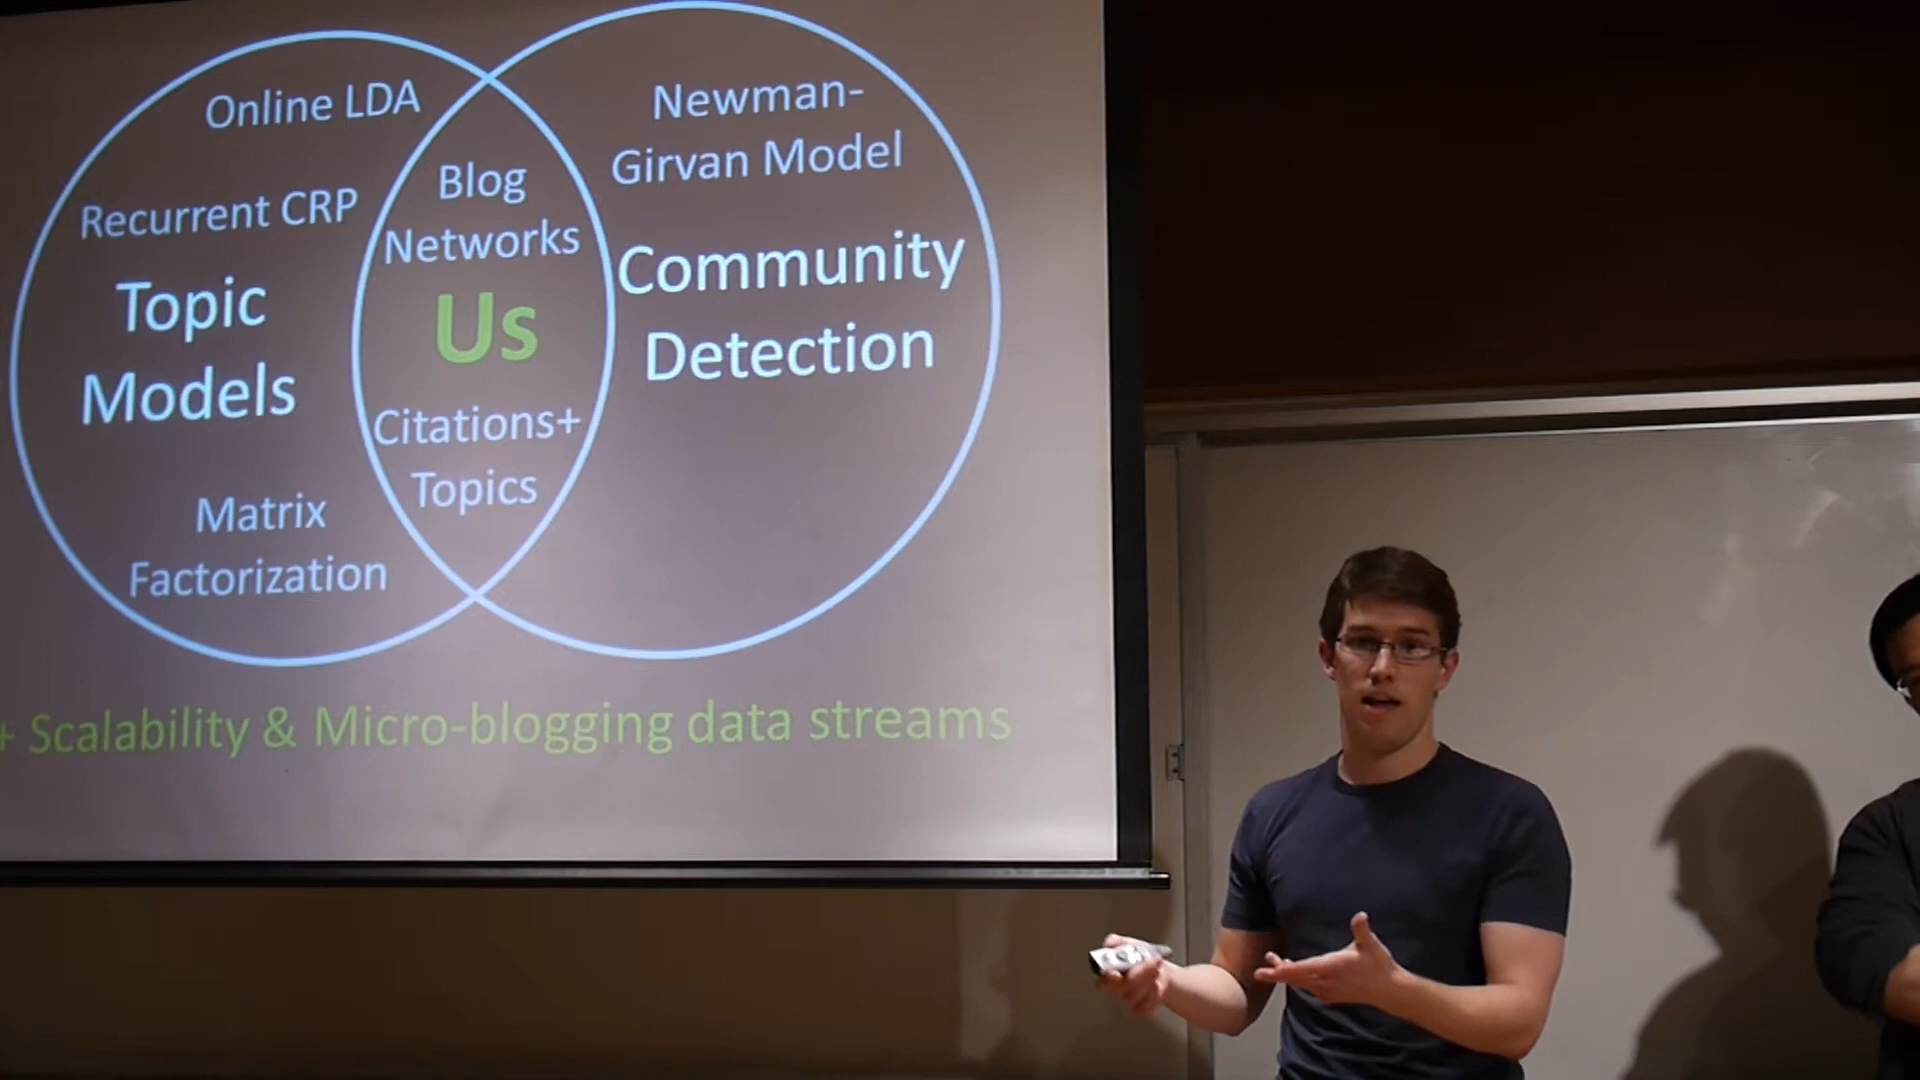 Online LDA
Recurrent CRP
Topic
Models
Matrix
Factorization
Blog
Networks
Us
Citations+
Topics
Newman-
Girvan Model
Community
Detection
+ Scalability & Micro-blogging data streams